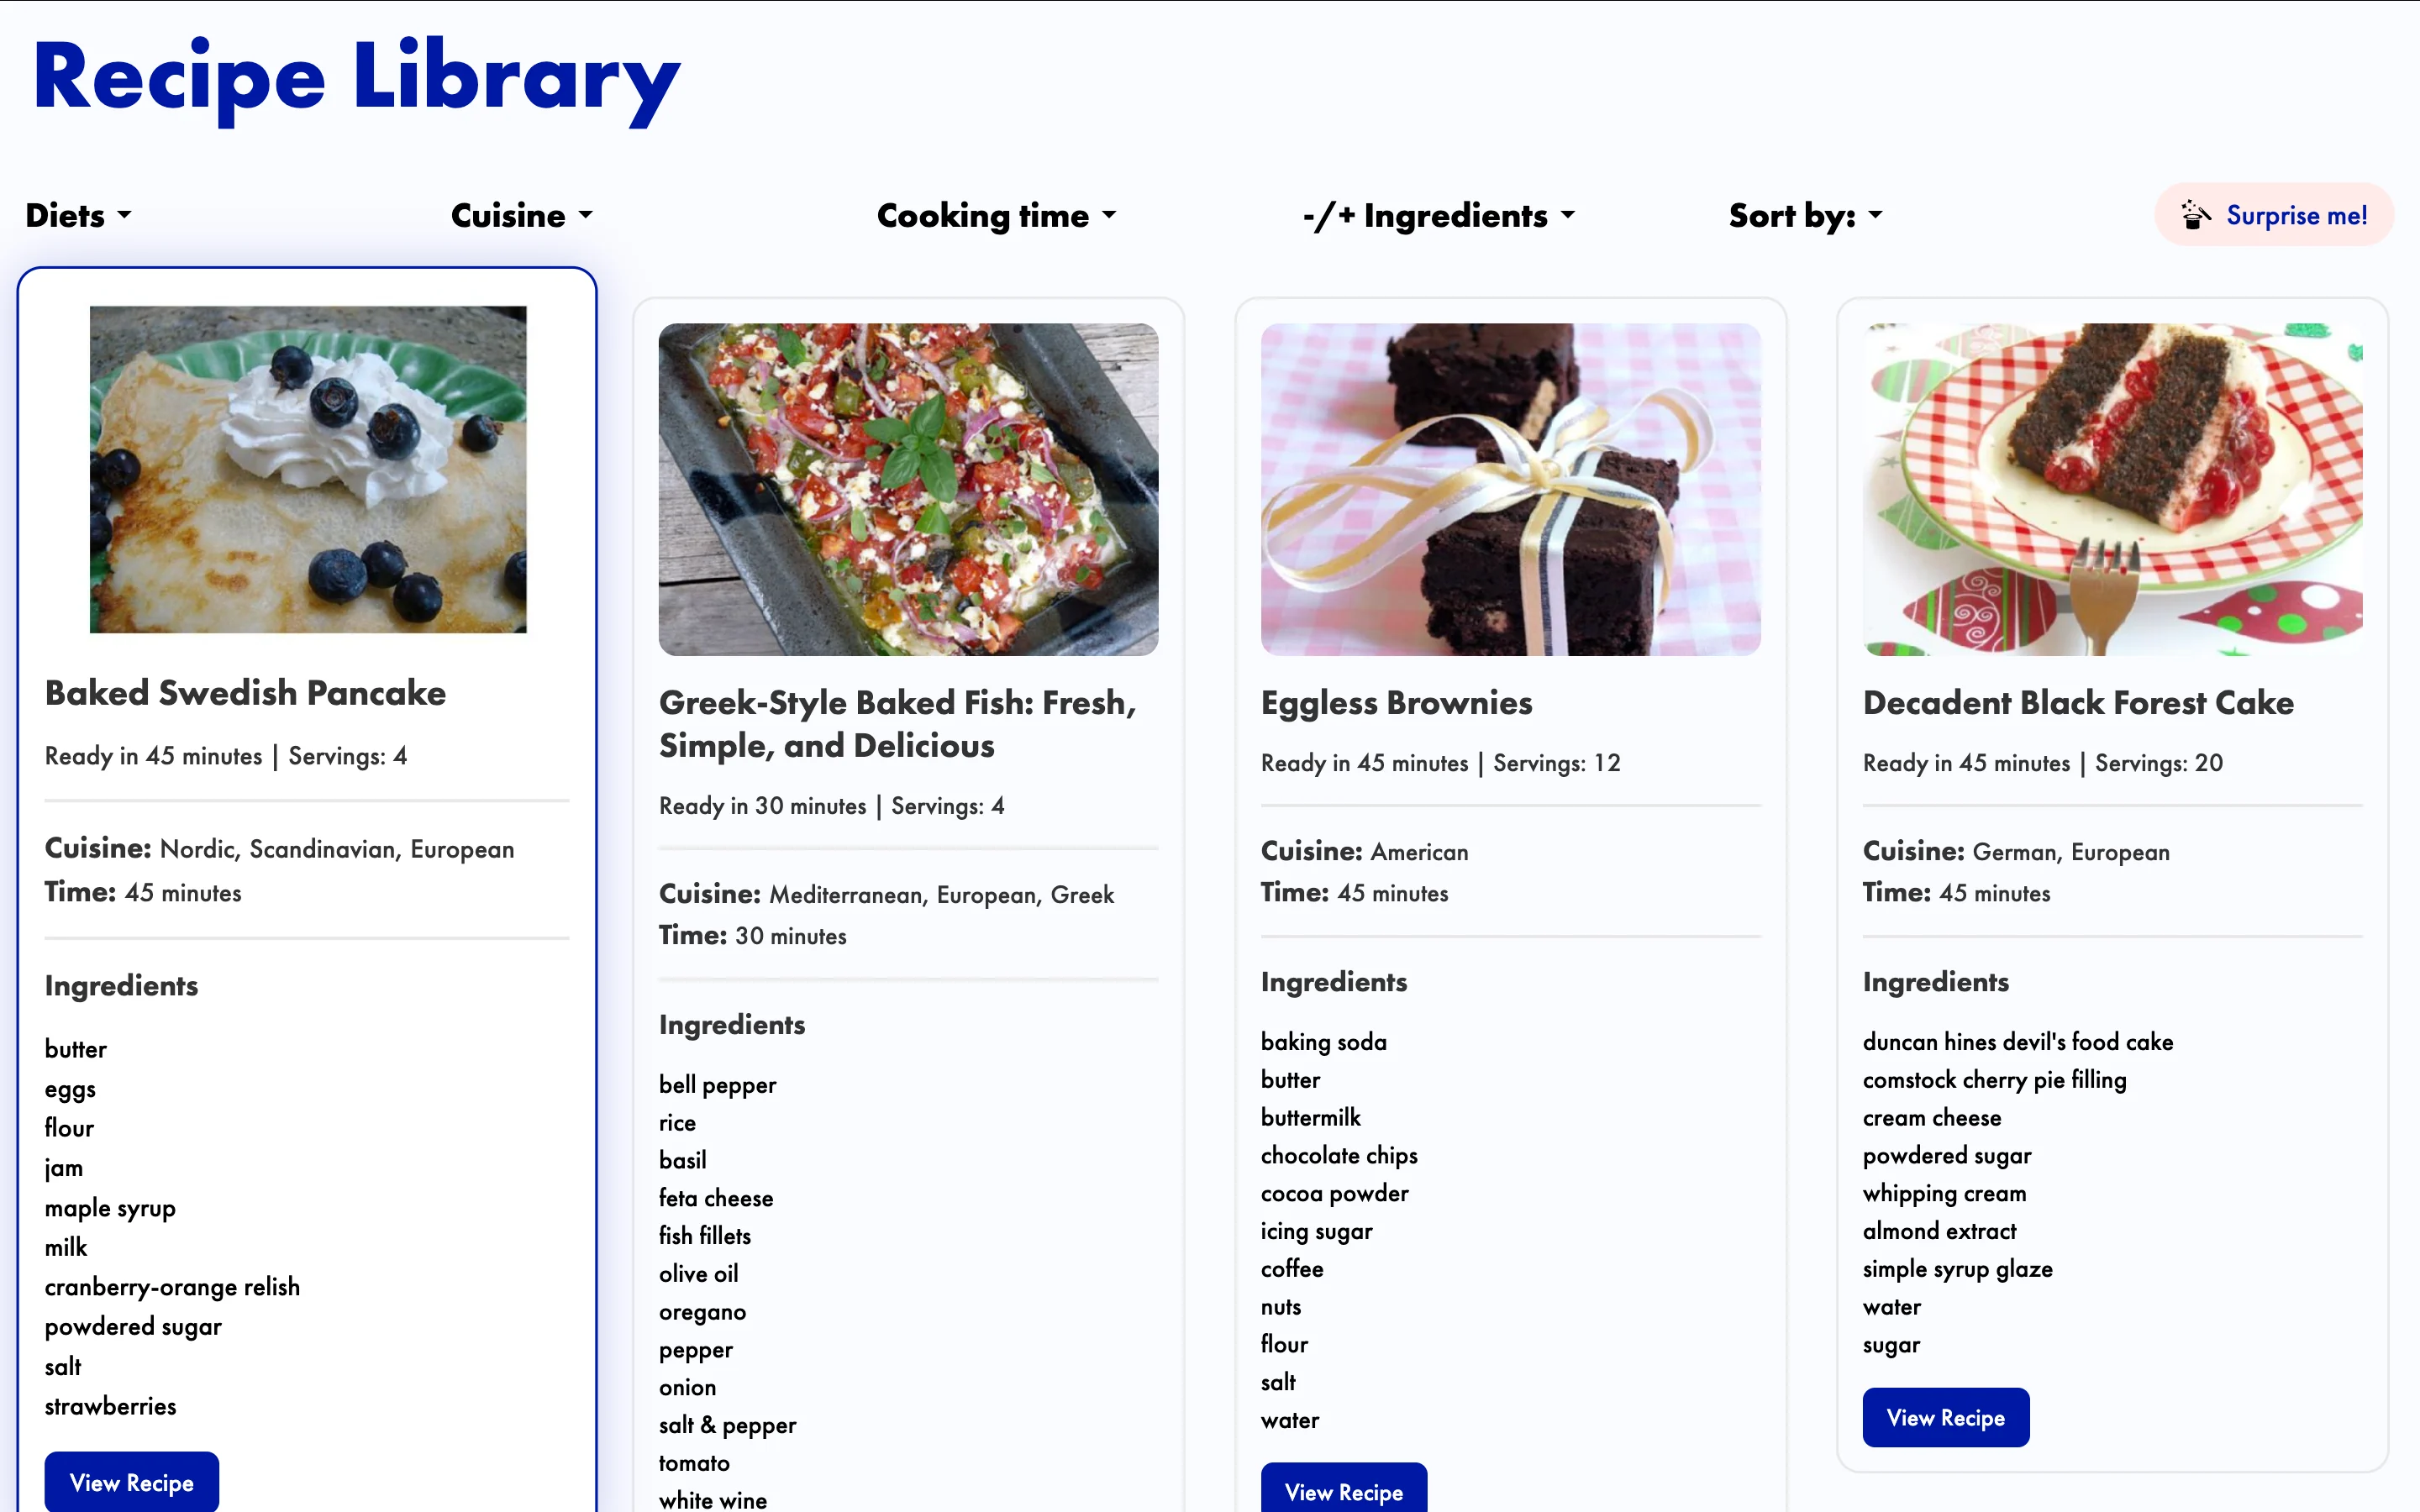 Recipe Library
Diets
Cuisine
Cooking time
-/+ Ingredients
Sort by:
Surprise me!
Baked Swedish Pancake
Ready in 45 minutes | Servings: 4
Cuisine: Nordic, Scandinavian, European
Time: 45 minutes
Ingredients
butter
eggs
flour
jam
maple syrup
milk
cranberry-orange relish
powdered sugar
salt
strawberries
View Recipe
Greek-Style Baked Fish: Fresh,
Simple, and Delicious
Ready in 30 minutes | Servings: 4
Cuisine: Mediterranean, European, Greek
Time: 30 minutes
Ingredients
bell pepper
rice
basil
feta cheese
fish fillets
olive oil
oregano
pepper
onion
salt & pepper
tomato
white wine
Eggless Brownies
Ready in 45 minutes | Servings: 12
Cuisine: American
Time: 45 minutes
Ingredients
baking soda
butter
buttermilk
chocolate chips
cocoa powder
icing sugar
coffee
nuts
flour
salt
water
View Recipe
Decadent Black Forest Cake
Ready in 45 minutes | Servings: 20
Cuisine: German, European
Time: 45 minutes
Ingredients
duncan hines devil's food cake
comstock cherry pie filling
cream cheese
powdered sugar
whipping cream
almond extract
simple syrup glaze
water
sugar
View Recipe